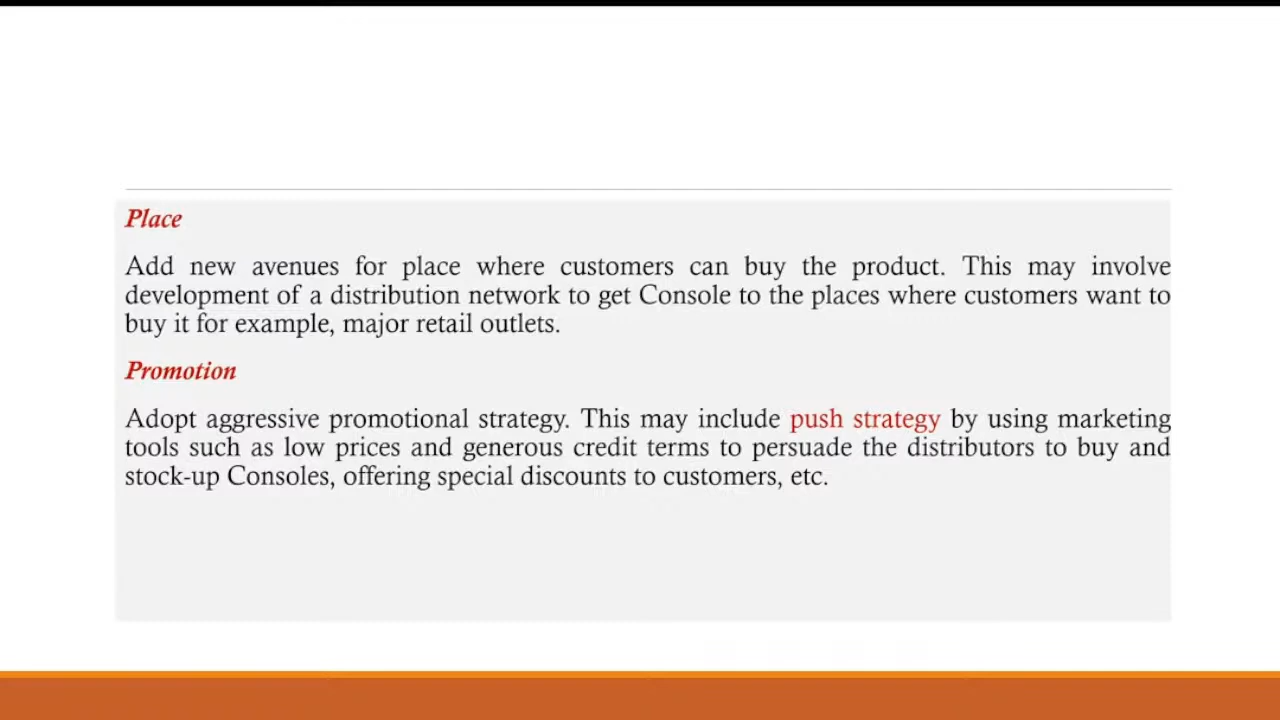 Place
Add new avenues for place where customers can buy the product. This may involve
development of a distribution network to get Console to the places where customers want to
buy it for example, major retail outlets.
Promotion
Adopt aggressive promotional strategy. This may include push strategy by using marketing
tools such as low prices and generous credit terms to persuade the distributors to buy and
stock-up Consoles, offering special discounts to customers, etc.